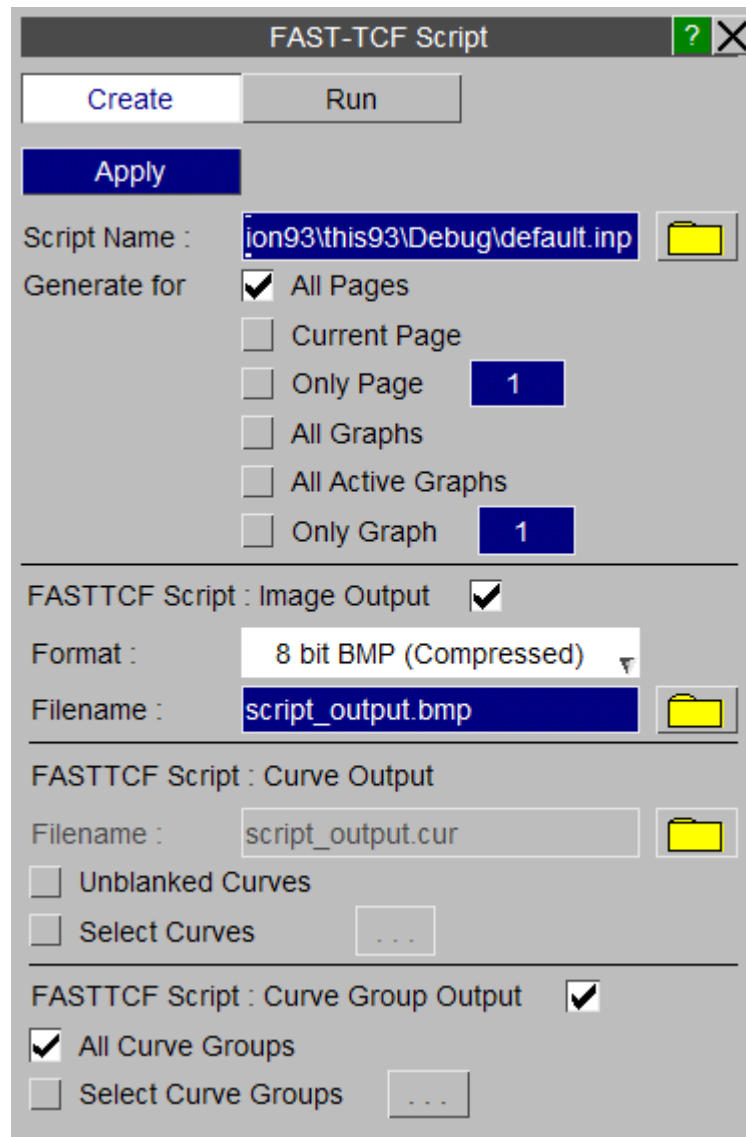 FAST-TCF Script ?
Create Run
Apply
Script Name : ion93\this93\Debug\default.inp
Generate for All Pages
Current Page
Only Page 1
All Graphs
All Active Graphs
Only Graph 1
FASTTCF Script : Image Output
Format : 8 bit BMP (Compressed)
Filename : script_output.bmp
FASTTCF Script : Curve Output
Filename : script_output.cur
Unblanked Curves
Select Curves . . .
FASTTCF Script : Curve Group Output
All Curve Groups
Select Curve Groups . . .